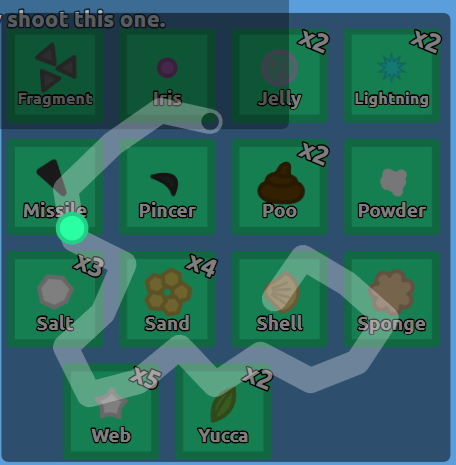 shoot this one.
x2 x2
Fragment Iris Jelly Lightning
x2
Missile Pincer Poo Powder
x3 x4
Salt Sand Shell Sponge
x5 x2
Web Yucca